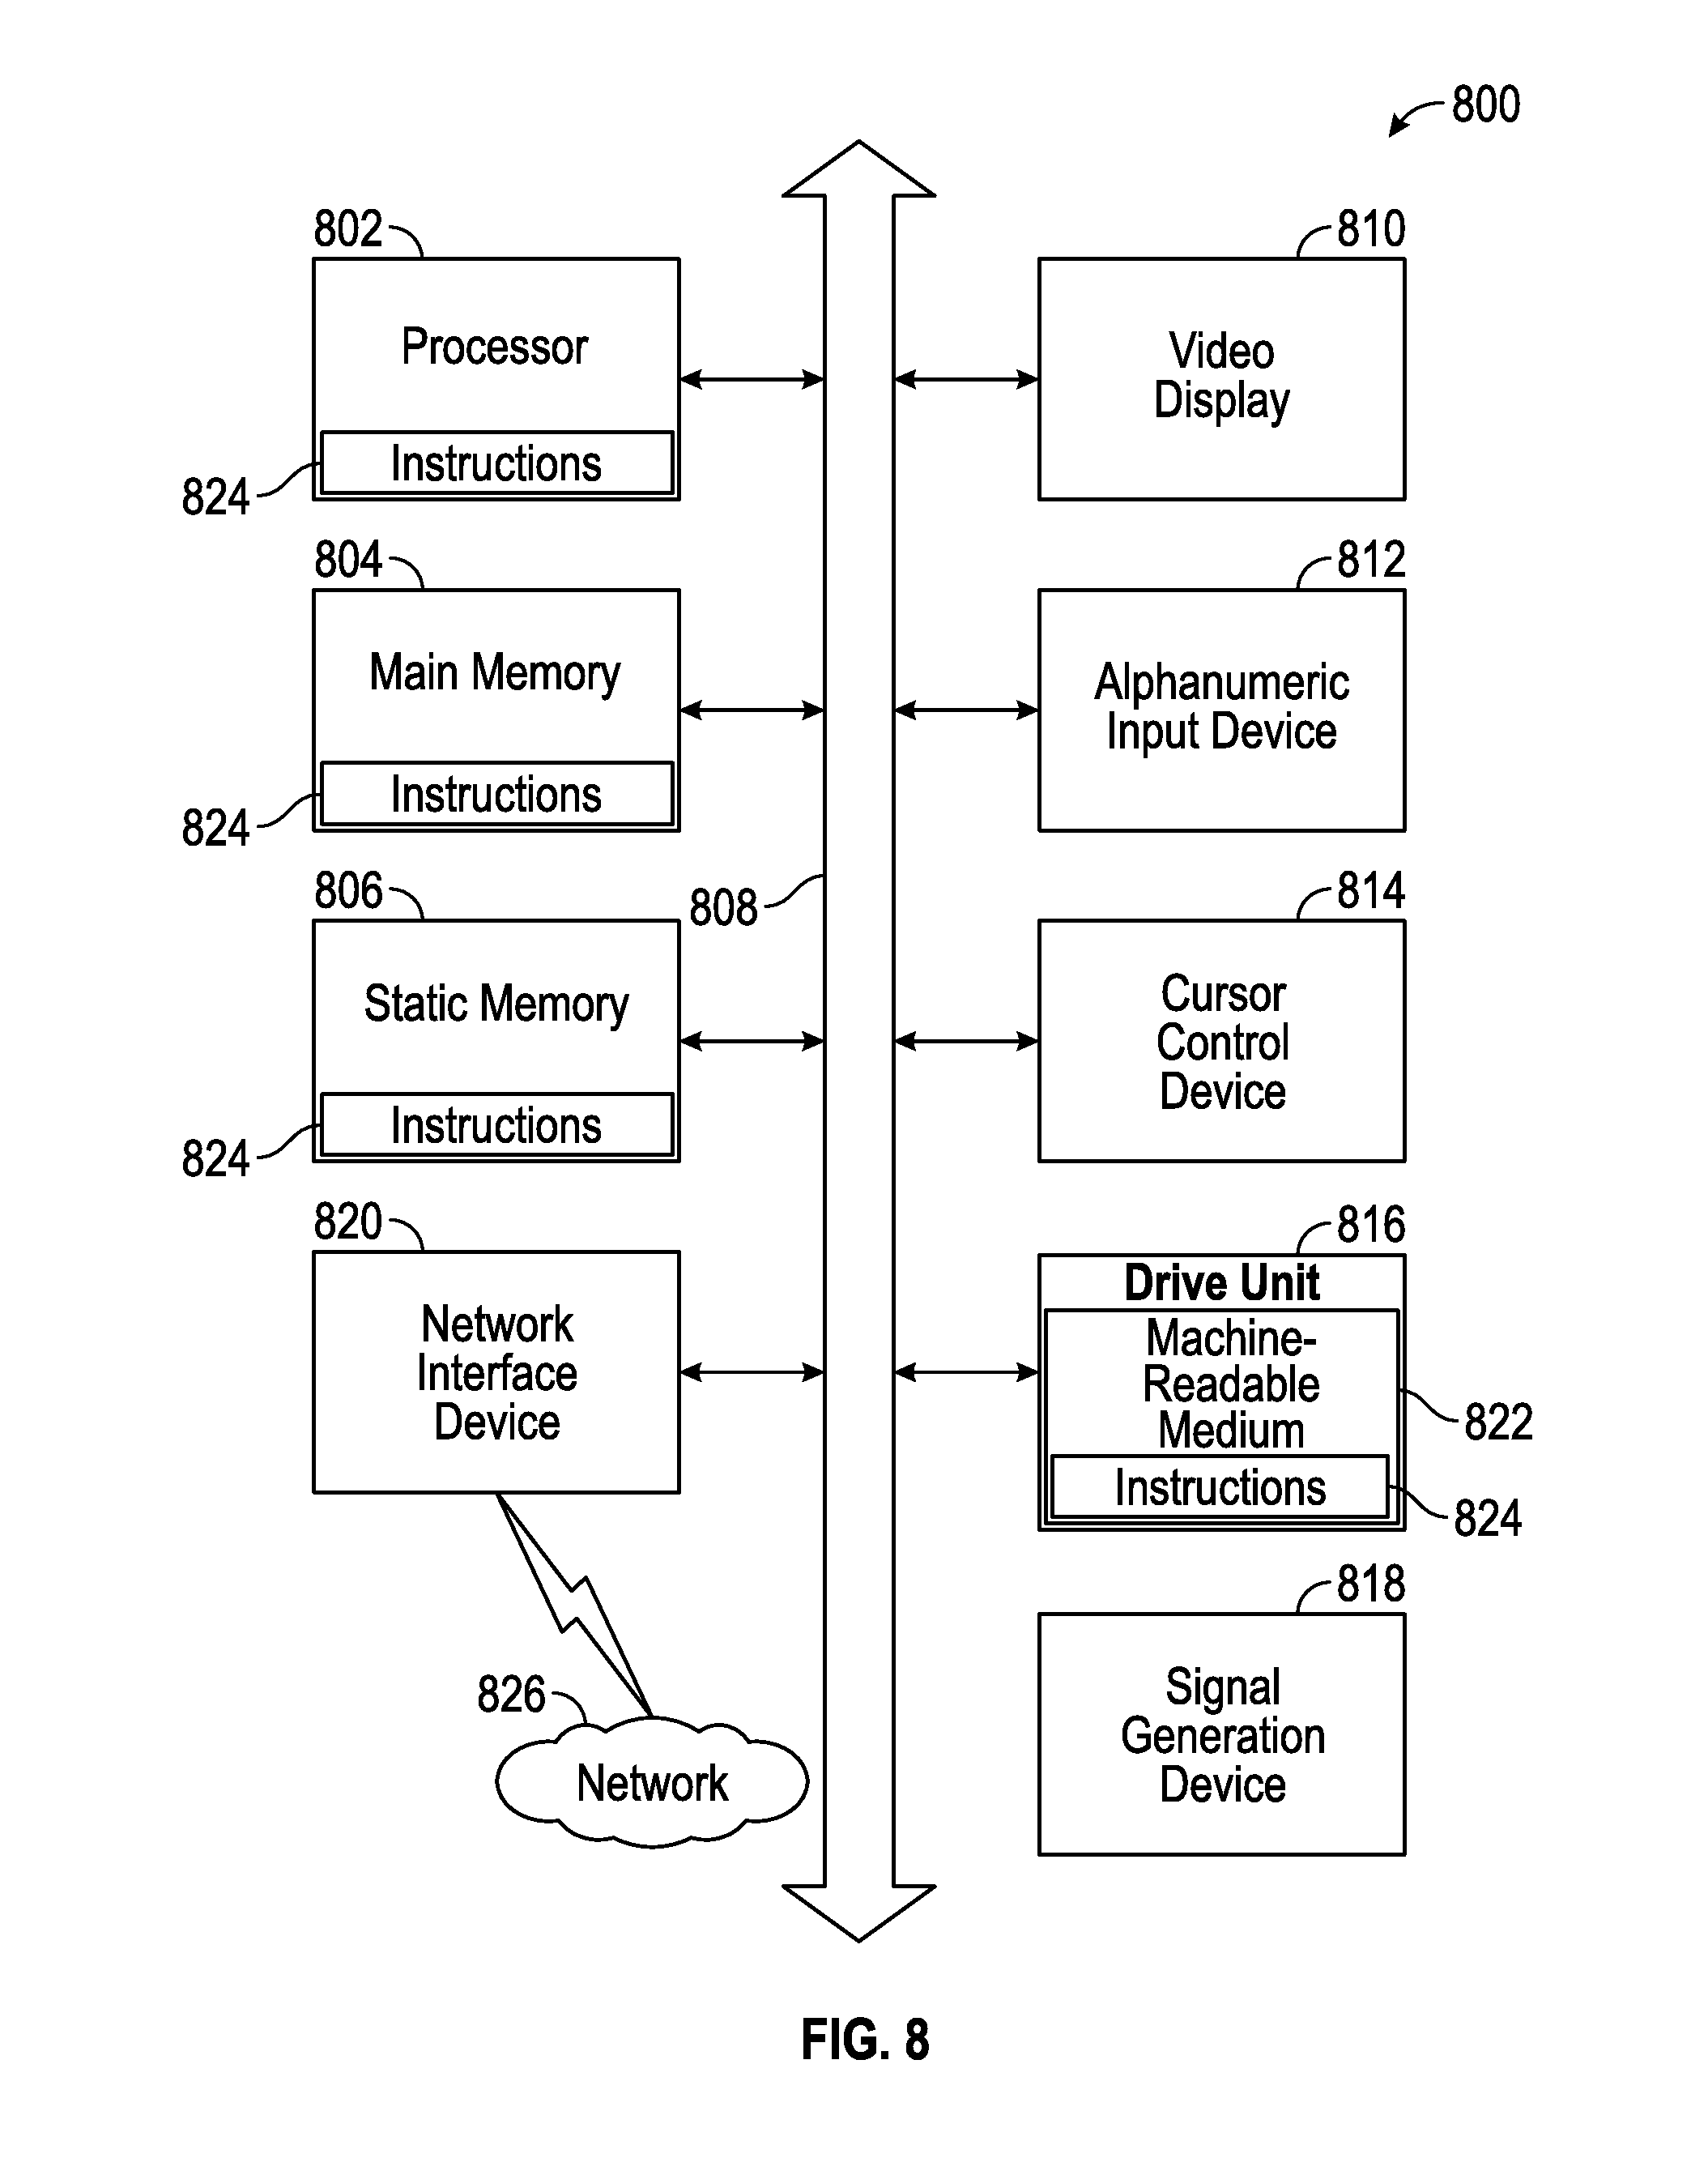 800
802
Processor
Instructions
824
804
Main Memory
Instructions
824
806
Static Memory
Instructions
824
820
Network
Interface
Device
826
Network
808
810
Video
Display
812
Alphanumeric
Input Device
814
Cursor
Control
Device
816
Drive Unit
Machine-
Readable
Medium
822
Instructions
824
818
Signal
Generation
Device
FIG. 8